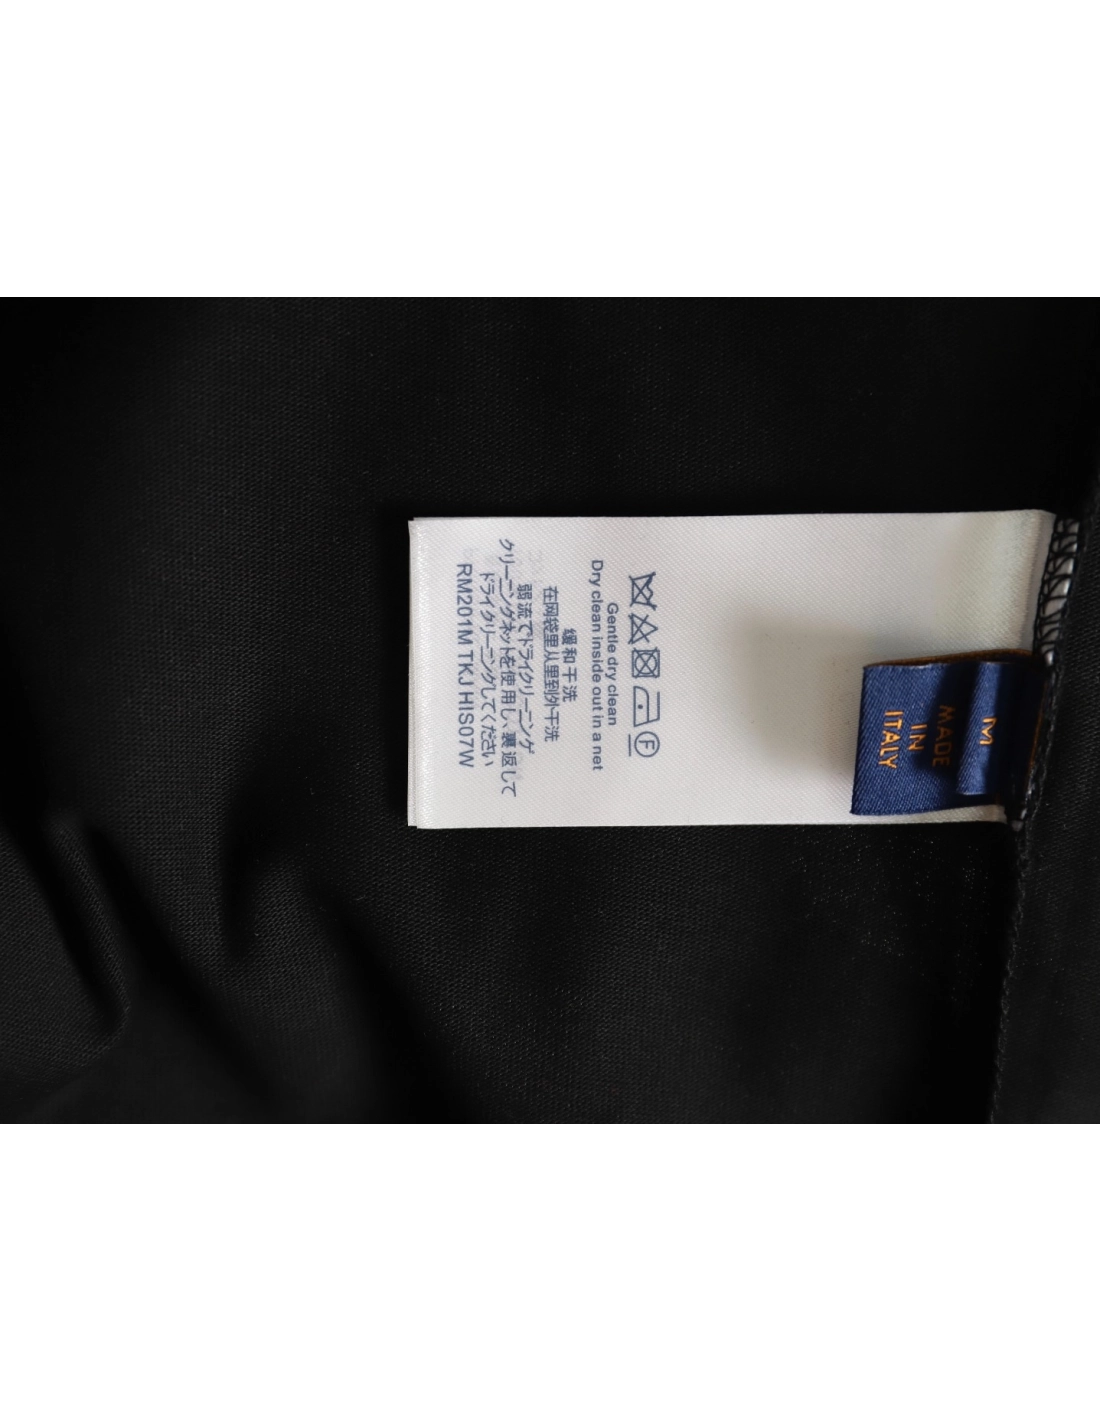 M
MADE
IN
ITALY
F
Gentle dry clean
Dry clean inside out in a net
缓和干洗
在网袋里从里到外干洗
弱流でドライクリーニング
クリーニングネットを使用し、裏返して
ドライクリーニングしてください
RM201M TKJ HIS07W